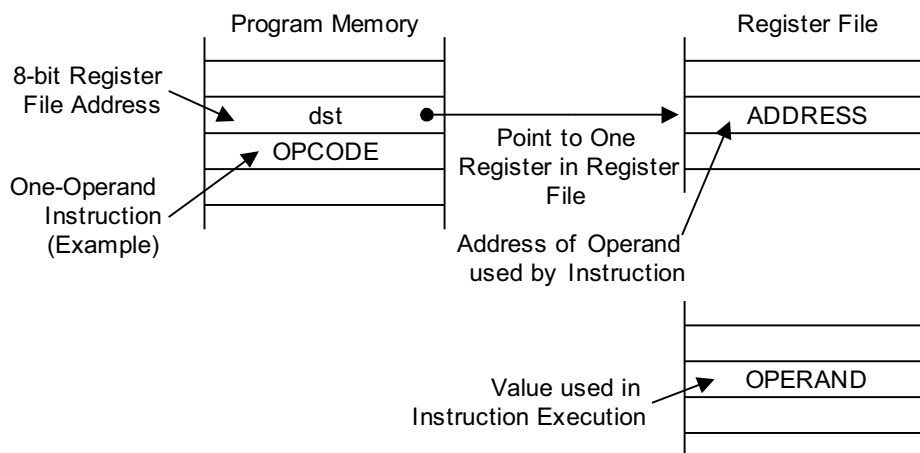 Program Memory
Register File
8-bit Register
File Address
dst
ADDRESS
OPCODE
Point to One
Register in Register
File
One-Operand
Instruction
(Example)
Address of Operand
used by Instruction
OPERAND
Value used in
Instruction Execution